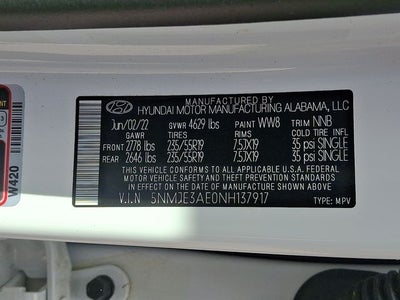 MANUFACTURED BY
HYUNDAI MOTOR MANUFACTURING ALABAMA, LLC
Jun/02/22 GVWR 4629 lbs PAINT WW8 TRIM NNB
GAWR TIRES RIMS COLD TIRE INFL
FRONT 2778 lbs 235/55R19 7.5JX19 35 psi SINGLE
REAR 2646 lbs 235/55R19 7.5JX19 35 psi SINGLE
THIS VEHICLE CONFORMS TO ALL APPLICABLE U.S.A. FEDERAL
MOTOR VEHICLE SAFETY AND THEFT PREVENTION STANDARDS
IN EFFECT ON THE DATE OF MANUFACTURE SHOWN ABOVE.
V.I.N 5NMJE3AE0NH137917 TYPE: MPV
W420